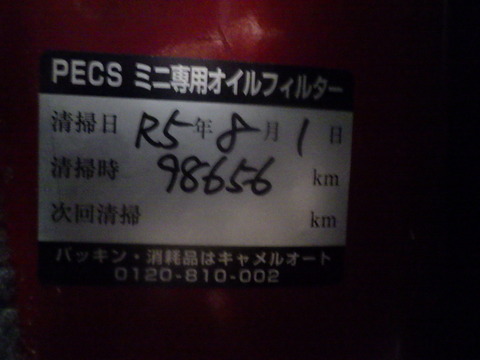 PECS ミニ専用オイルフィルター
清掃日 R5年8月1日
清掃時 98656 km
次回清掃 km
パッキン・消耗品はキャメルオート
0120-810-002